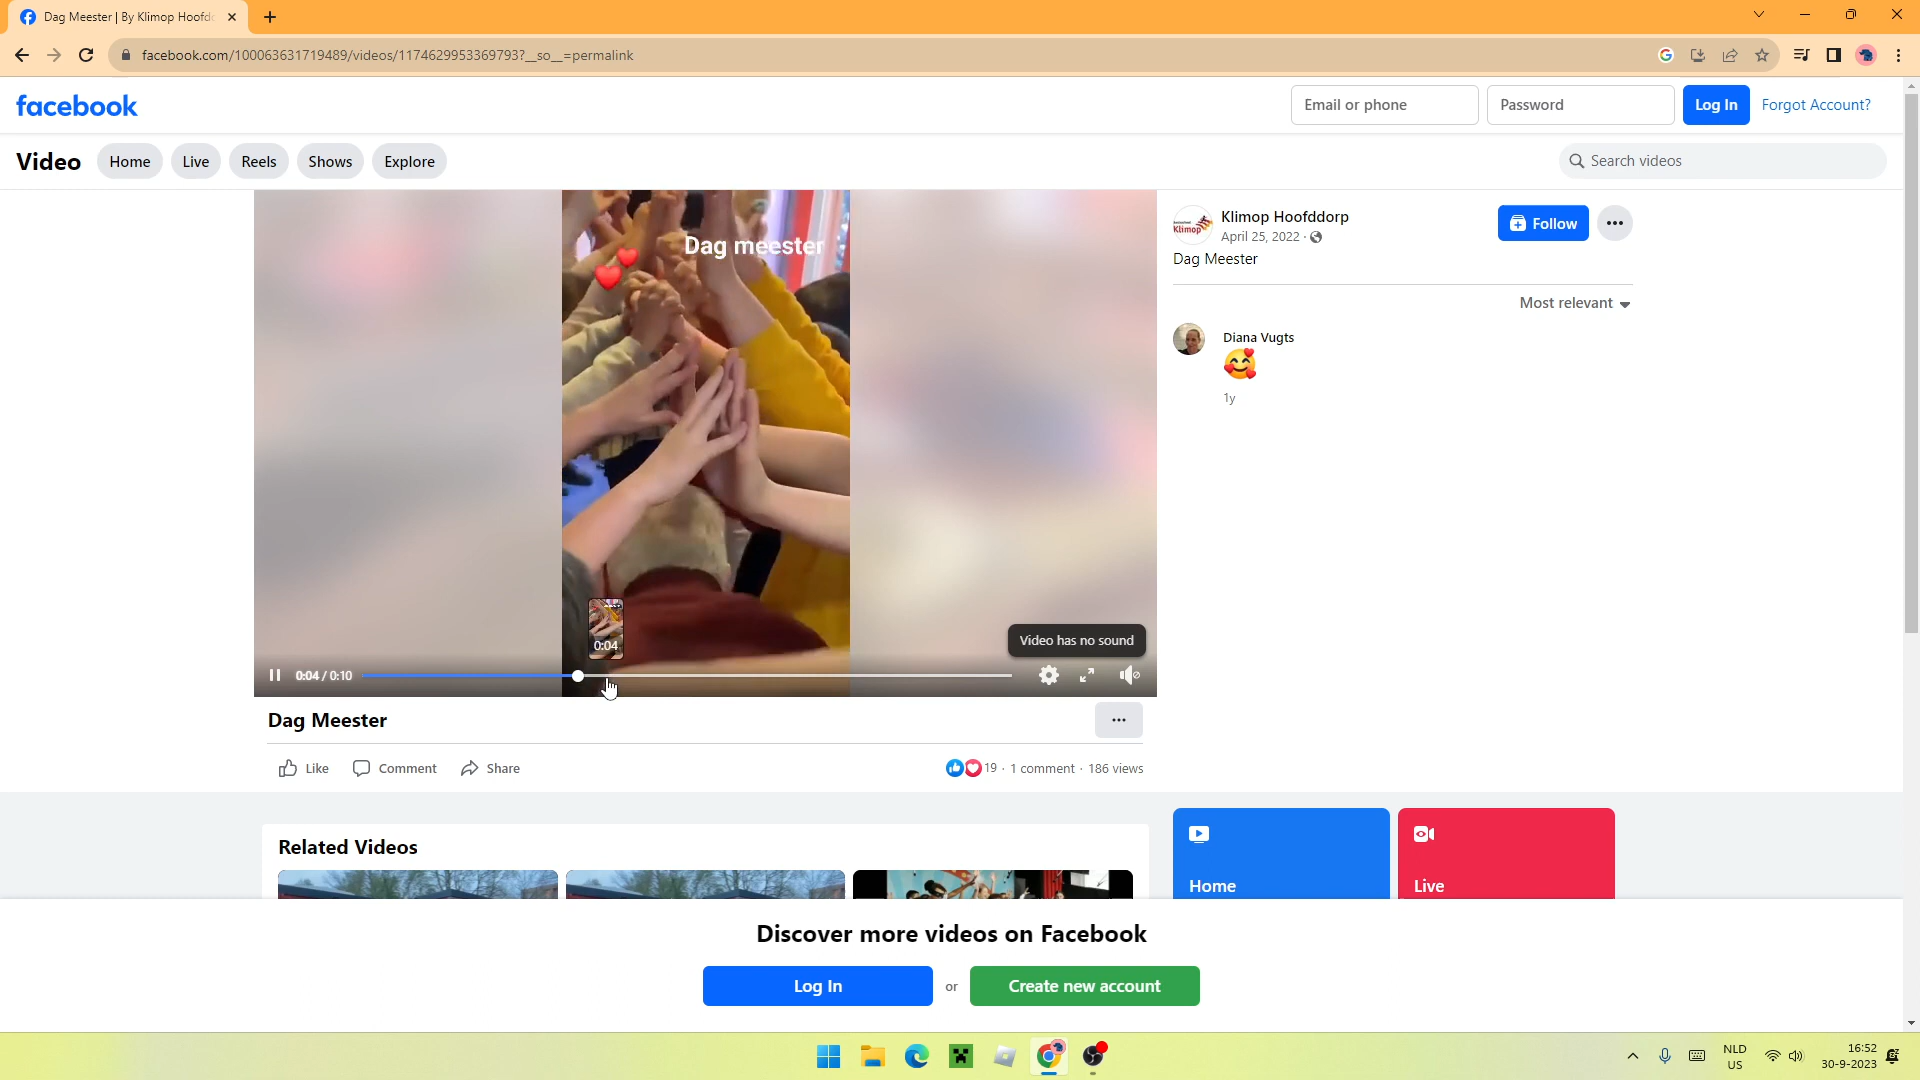 Dag Meester | By Klimop Hoofd
facebook.com/100063631719489/videos/1174629953369793?__so__=permalink
facebook
Email or phone
Password
Log In
Forgot Account?
Video
Home
Live
Reels
Shows
Explore
Search videos
Dag meester
Klimop
Klimop Hoofddorp
April 25, 2022 ·
Follow
Dag Meester
Most relevant
Diana Vugts
1y
0:04
Video has no sound
0:04 / 0:10
Dag Meester
Like
Comment
Share
19 · 1 comment · 186 views
Related Videos
Home
Live
Discover more videos on Facebook
Log In
or
Create new account
NLD
US
16:52
30-9-2023